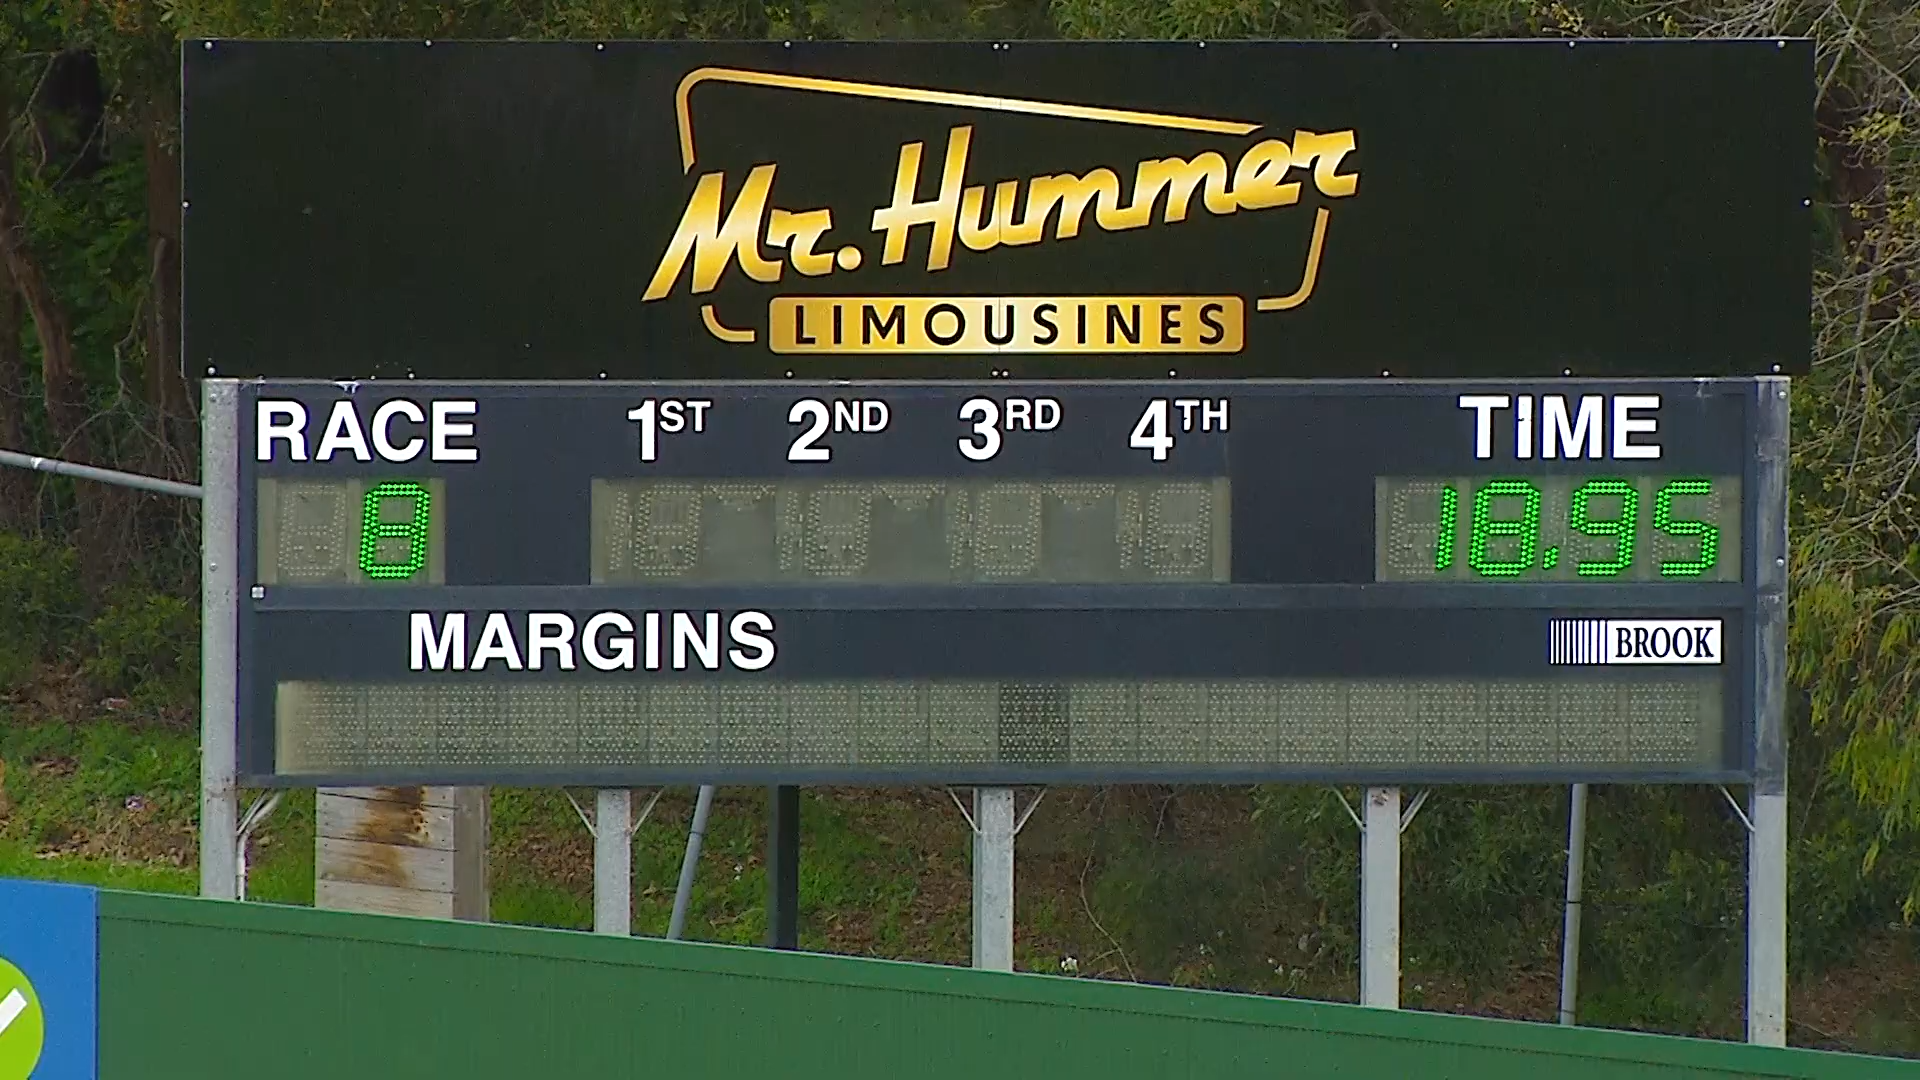 Mr. Hummer
LIMOUSINES
RACE 1ST 2ND 3RD 4TH TIME
8 18.95
MARGINS
BROOK